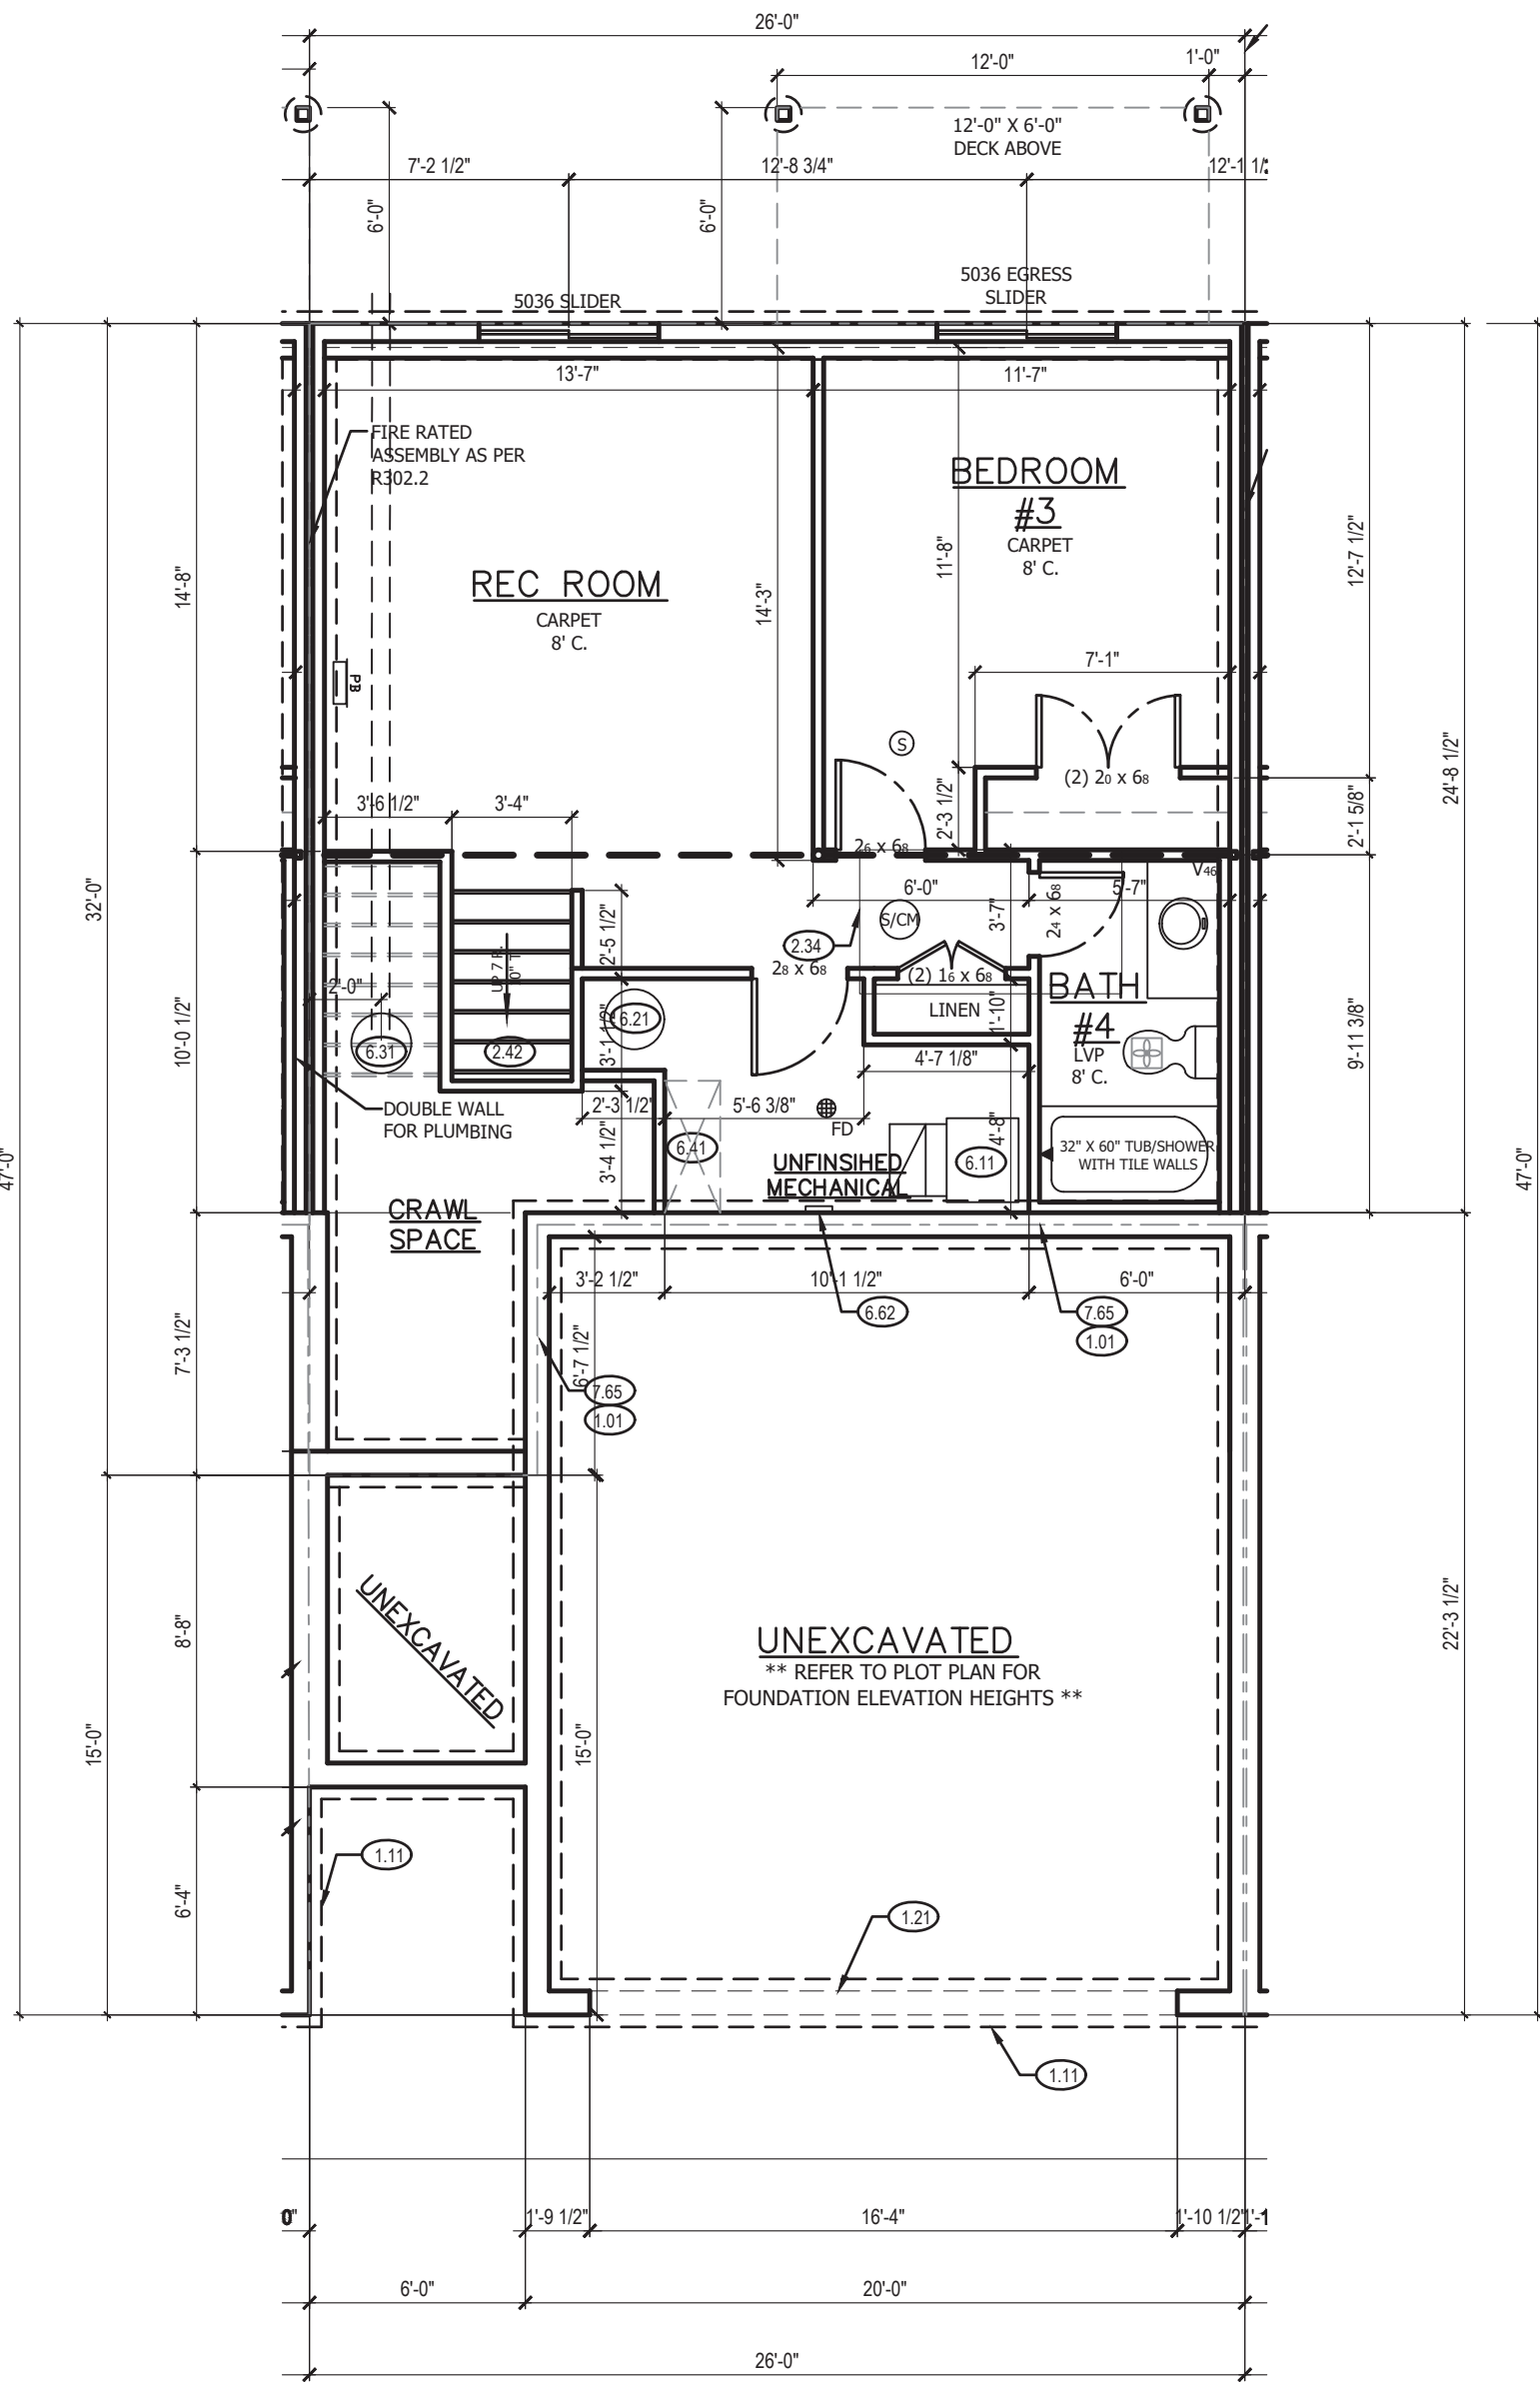 26'-0"
12'-0"
1'-0"
12'-0" X 6'-0"
DECK ABOVE
7'-2 1/2"
12'-8 3/4"
6'-0"
6'-0"
5036 SLIDER
5036 EGRESS
SLIDER
13'-7"
11'-7"
FIRE RATED
ASSEMBLY AS PER
R302.2
BEDROOM
#3
CARPET
8' C.
REC ROOM
CARPET
8' C.
14'-8"
14'-3"
11'-8"
12'-7 1/2"
7'-1"
PB
S
(2) 20 x 68
3'-6 1/2"
3'-4"
2'-3 1/2"
2'-1 5/8"
24'-8 1/2"
26 x 68
V46
32'-0"
6'-0"
5'-7"
S/CM
3'-7"
24 x 68
2'-5 1/2"
2.34
28 x 68
(2) 16 x 68
LINEN
1'-10"
BATH
#4
LVP
8' C.
UP 7 R.
2'-0"
6.31
2.42
6.21
3'-1 1/2"
10'-0 1/2"
9'-11 3/8"
4'-7 1/8"
DOUBLE WALL
FOR PLUMBING
2'-3 1/2"
5'-6 3/8"
FD
6.41
3'-4 1/2"
4'-8"
6.11
32" X 60" TUB/SHOWER
WITH TILE WALLS
UNFINSIHED
MECHANICAL
47'-0"
47'-0"
CRAWL
SPACE
3'-2 1/2"
10'-1 1/2"
6'-0"
6.62
7.65
1.01
7'-3 1/2"
6'-7 1/2"
7.65
1.01
UNEXCAVATED
8'-8"
UNEXCAVATED
** REFER TO PLOT PLAN FOR
FOUNDATION ELEVATION HEIGHTS **
22'-3 1/2"
15'-0"
15'-0"
1.11
6'-4"
1.21
1.11
1'-9 1/2"
16'-4"
1'-10 1/2"
6'-0"
20'-0"
26'-0"